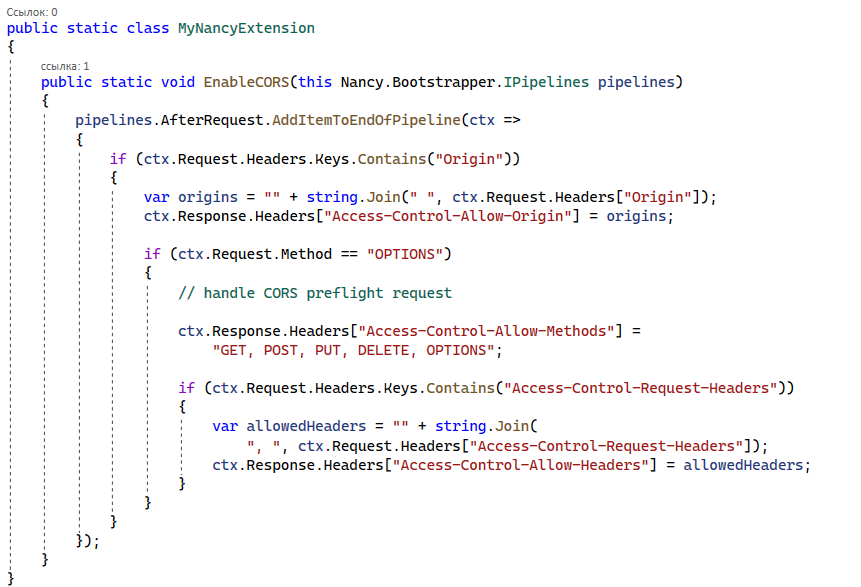 Ссылок: 0
public static class MyNancyExtension
{
ссылка: 1
public static void EnableCORS(this Nancy.Bootstrapper.IPipelines pipelines)
{
pipelines.AfterRequest.AddItemToEndOfPipeline(ctx =>
{
if (ctx.Request.Headers.Keys.Contains("Origin"))
{
var origins = "" + string.Join(" ", ctx.Request.Headers["Origin"]);
ctx.Response.Headers["Access-Control-Allow-Origin"] = origins;
if (ctx.Request.Method == "OPTIONS")
{
// handle CORS preflight request
ctx.Response.Headers["Access-Control-Allow-Methods"] =
"GET, POST, PUT, DELETE, OPTIONS";
if (ctx.Request.Headers.Keys.Contains("Access-Control-Request-Headers"))
{
var allowedHeaders = "" + string.Join(
", ", ctx.Request.Headers["Access-Control-Request-Headers"]);
ctx.Response.Headers["Access-Control-Allow-Headers"] = allowedHeaders;
}
}
}
});
}
}